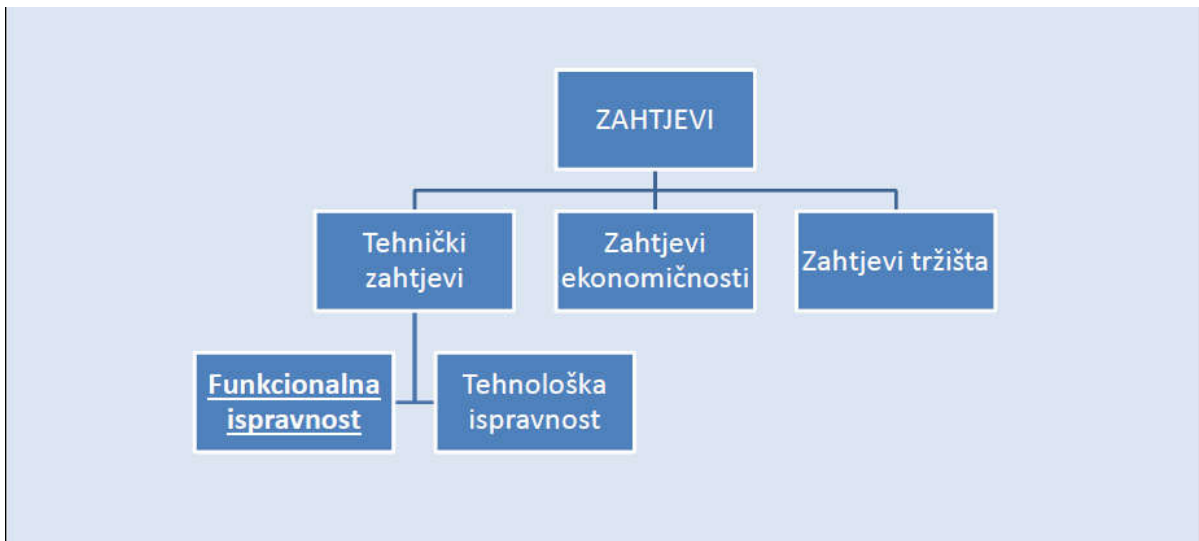 ZAHTJEVI
Tehnički
zahtjevi
Zahtjevi
ekonomičnosti
Zahtjevi tržišta
Funkcionalna
ispravnost
Tehnološka
ispravnost